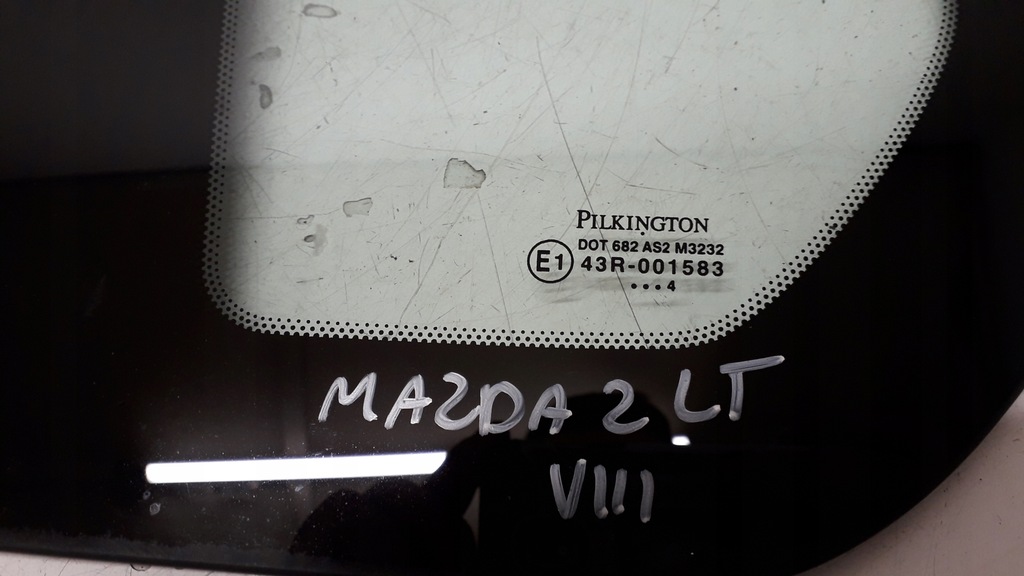 PILKINGTON
DOT 682 AS2 M3232
E1 43R-001583
•••4
MAZDA 2 LT
VIII